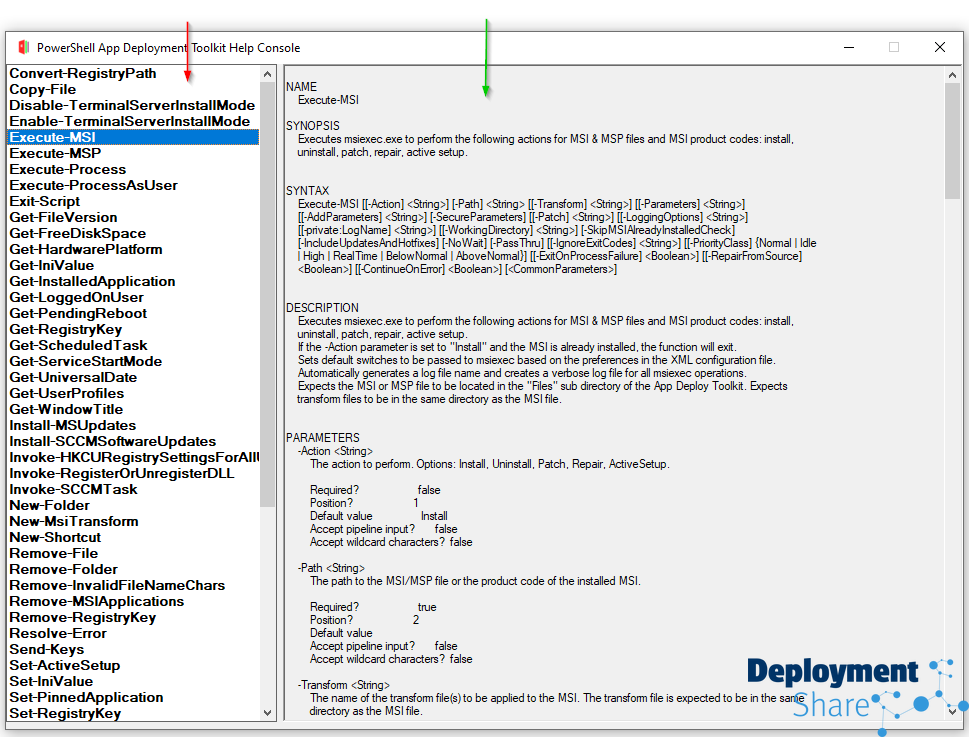 PowerShell App Deployment Toolkit Help Console
Convert-RegistryPath
Copy-File
Disable-TerminalServerInstallMode
Enable-TerminalServerInstallMode
Execute-MSI
Execute-MSP
Execute-Process
Execute-ProcessAsUser
Exit-Script
Get-FileVersion
Get-FreeDiskSpace
Get-HardwarePlatform
Get-IniValue
Get-InstalledApplication
Get-LoggedOnUser
Get-PendingReboot
Get-RegistryKey
Get-ScheduledTask
Get-ServiceStartMode
Get-UniversalDate
Get-UserProfiles
Get-WindowTitle
Install-MSUpdates
Install-SCCMSoftwareUpdates
Invoke-HKCURegistrySettingsForAllU
Invoke-RegisterOrUnregisterDLL
Invoke-SCCMTask
New-Folder
New-MsiTransform
New-Shortcut
Remove-File
Remove-Folder
Remove-InvalidFileNameChars
Remove-MSIApplications
Remove-RegistryKey
Resolve-Error
Send-Keys
Set-ActiveSetup
Set-IniValue
Set-PinnedApplication
Set-RegistryKey
NAME
Execute-MSI
SYNOPSIS
Executes msiexec.exe to perform the following actions for MSI & MSP files and MSI product codes: install,
uninstall, patch, repair, active setup.
SYNTAX
Execute-MSI [[-Action] <String>] [-Path] <String> [[-Transform] <String>] [[-Parameters] <String>]
[[-AddParameters] <String>] [-SecureParameters] [[-Patch] <String>] [[-LoggingOptions] <String>]
[[-private:LogName] <String>] [[-WorkingDirectory] <String>] [-SkipMSIAlreadyInstalledCheck]
[-IncludeUpdatesAndHotfixes] [-NoWait] [-PassThru] [[-IgnoreExitCodes] <String>] [[-PriorityClass] {Normal | Idle
| High | RealTime | BelowNormal | AboveNormal}] [[-ExitOnProcessFailure] <Boolean>] [[-RepairFromSource]
<Boolean>] [[-ContinueOnError] <Boolean>] [<CommonParameters>]
DESCRIPTION
Executes msiexec.exe to perform the following actions for MSI & MSP files and MSI product codes: install,
uninstall, patch, repair, active setup.
If the -Action parameter is set to "Install" and the MSI is already installed, the function will exit.
Sets default switches to be passed to msiexec based on the preferences in the XML configuration file.
Automatically generates a log file name and creates a verbose log file for all msiexec operations.
Expects the MSI or MSP file to be located in the "Files" sub directory of the App Deploy Toolkit. Expects
transform files to be in the same directory as the MSI file.
PARAMETERS
-Action <String>
The action to perform. Options: Install, Uninstall, Patch, Repair, ActiveSetup.
Required? false
Position? 1
Default value Install
Accept pipeline input? false
Accept wildcard characters? false
-Path <String>
The path to the MSI/MSP file or the product code of the installed MSI.
Required? true
Position? 2
Default value
Accept pipeline input? false
Accept wildcard characters? false
-Transform <String>
The name of the transform file(s) to be applied to the MSI. The transform file is expected to be in the same
directory as the MSI file.
Deployment
Share